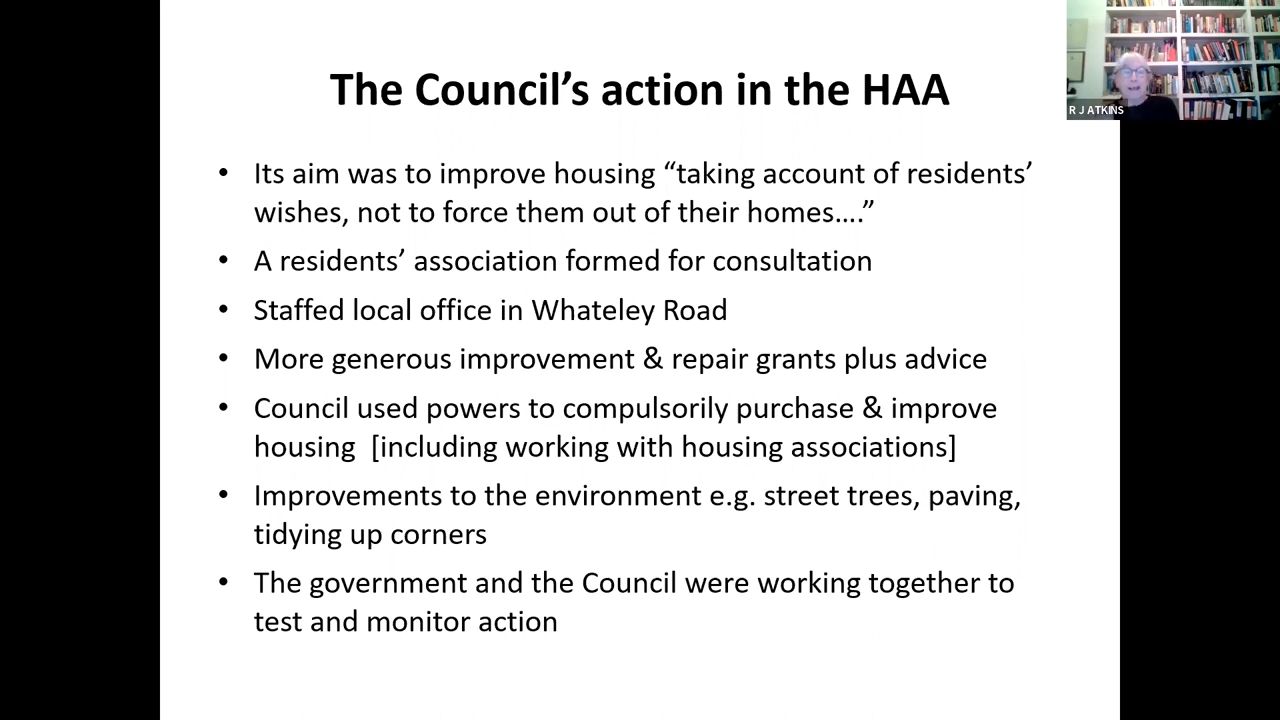 The Council’s action in the HAA
R J ATKINS
• Its aim was to improve housing “taking account of residents’
wishes, not to force them out of their homes….”
• A residents’ association formed for consultation
• Staffed local office in Whateley Road
• More generous improvement & repair grants plus advice
• Council used powers to compulsorily purchase & improve
housing  [including working with housing associations]
• Improvements to the environment e.g. street trees, paving,
tidying up corners
• The government and the Council were working together to
test and monitor action